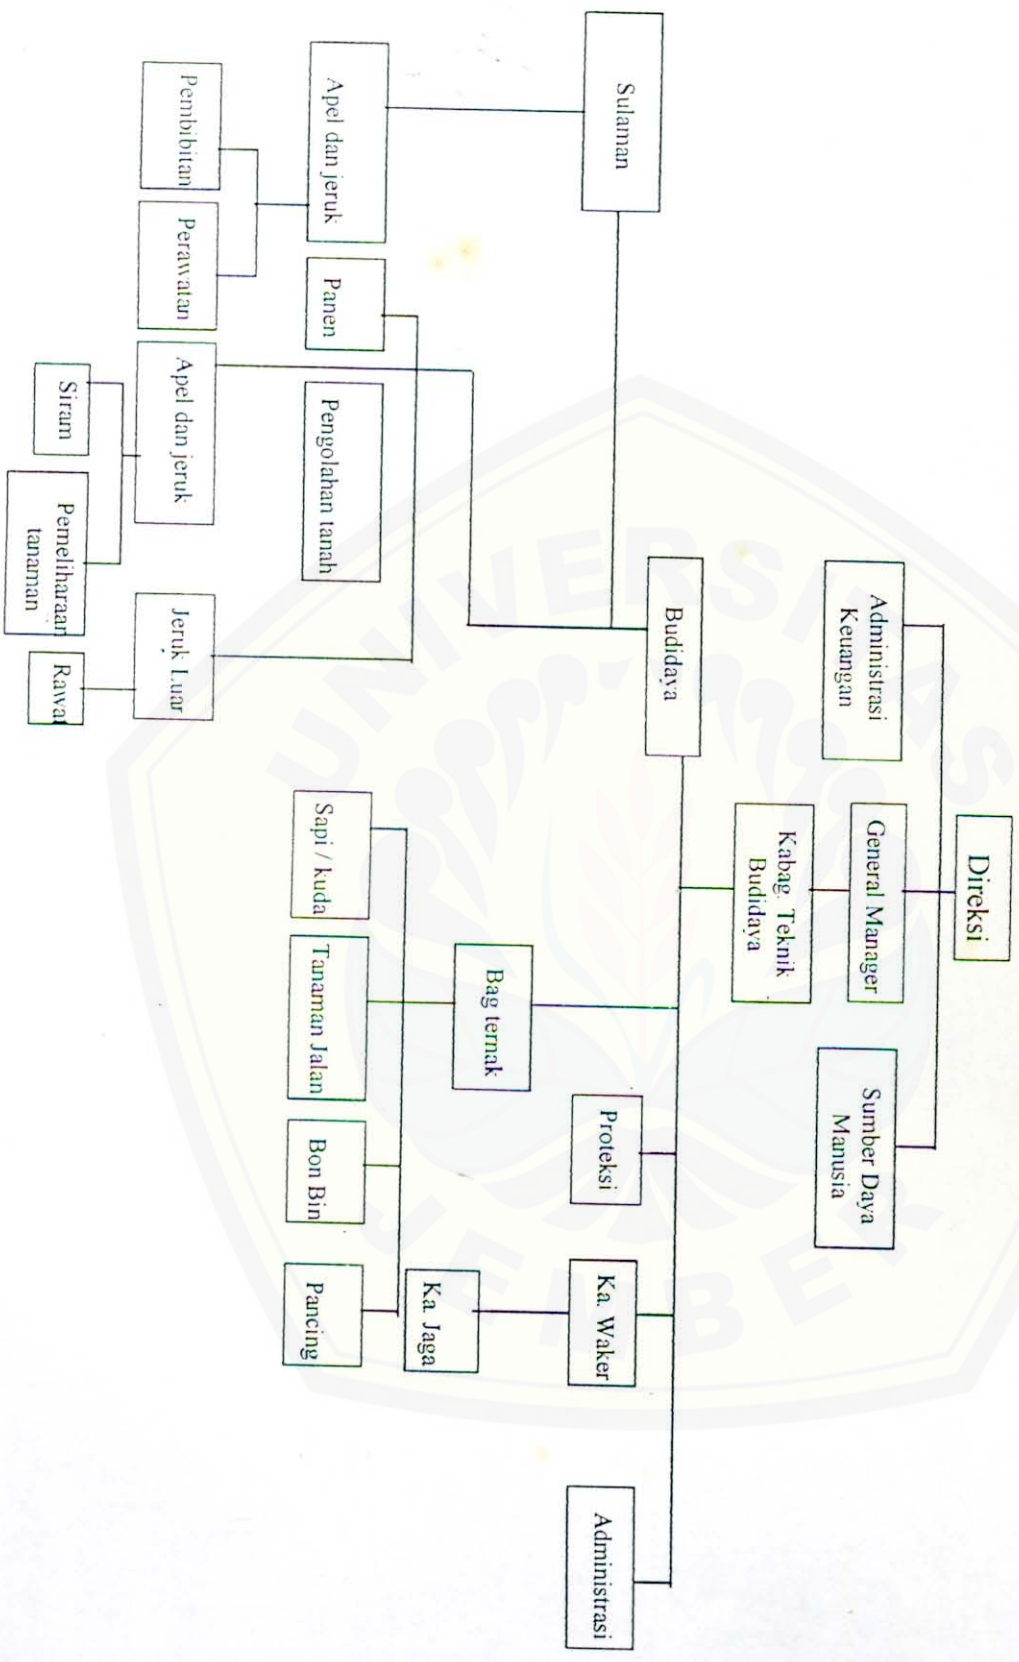 Direksi
Administrasi
Keuangan
General Manager
Sumber Daya
Manusia
Kabag. Teknik
Budidaya
Budidaya
Sulaman
Proteksi
Ka. Waker
Administrasi
Bag ternak
Ka. Jaga
Apel dan jeruk
Panen
Pengolahan tanah
Sapi / kuda
Tanaman Jalan
Bon Bin
Pancing
Pembibitan
Perawatan
Apel dan jeruk
Jeruk Luar
Siram
Pemeliharaan
tanaman
Rawat
UNIVERSITAS
JEMBER